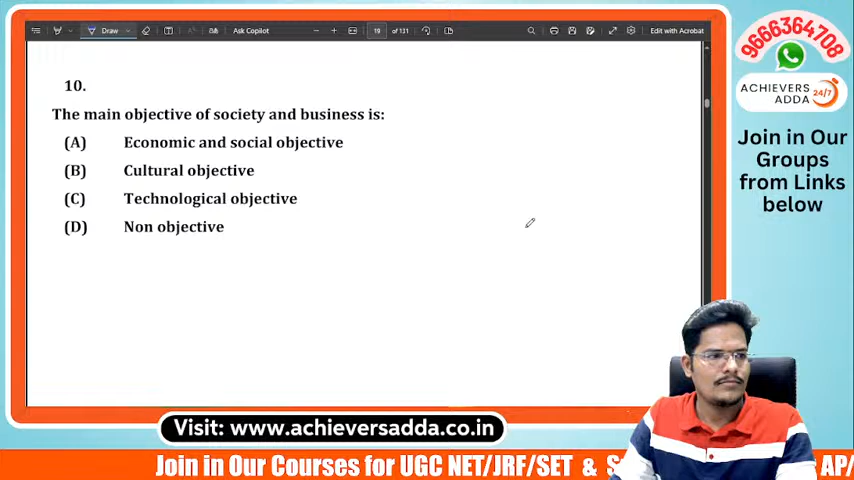 Draw
Ask Copilot
19 of 131
Edit with Acrobat
9666364708
ACHIEVERS
ADDA 24/7
Join in Our
Groups
from Links
below
10.
The main objective of society and business is:
(A) Economic and social objective
(B) Cultural objective
(C) Technological objective
(D) Non objective
Visit: www.achieversadda.co.in
Join in Our Courses for UGC NET/JRF/SET & S
AP/